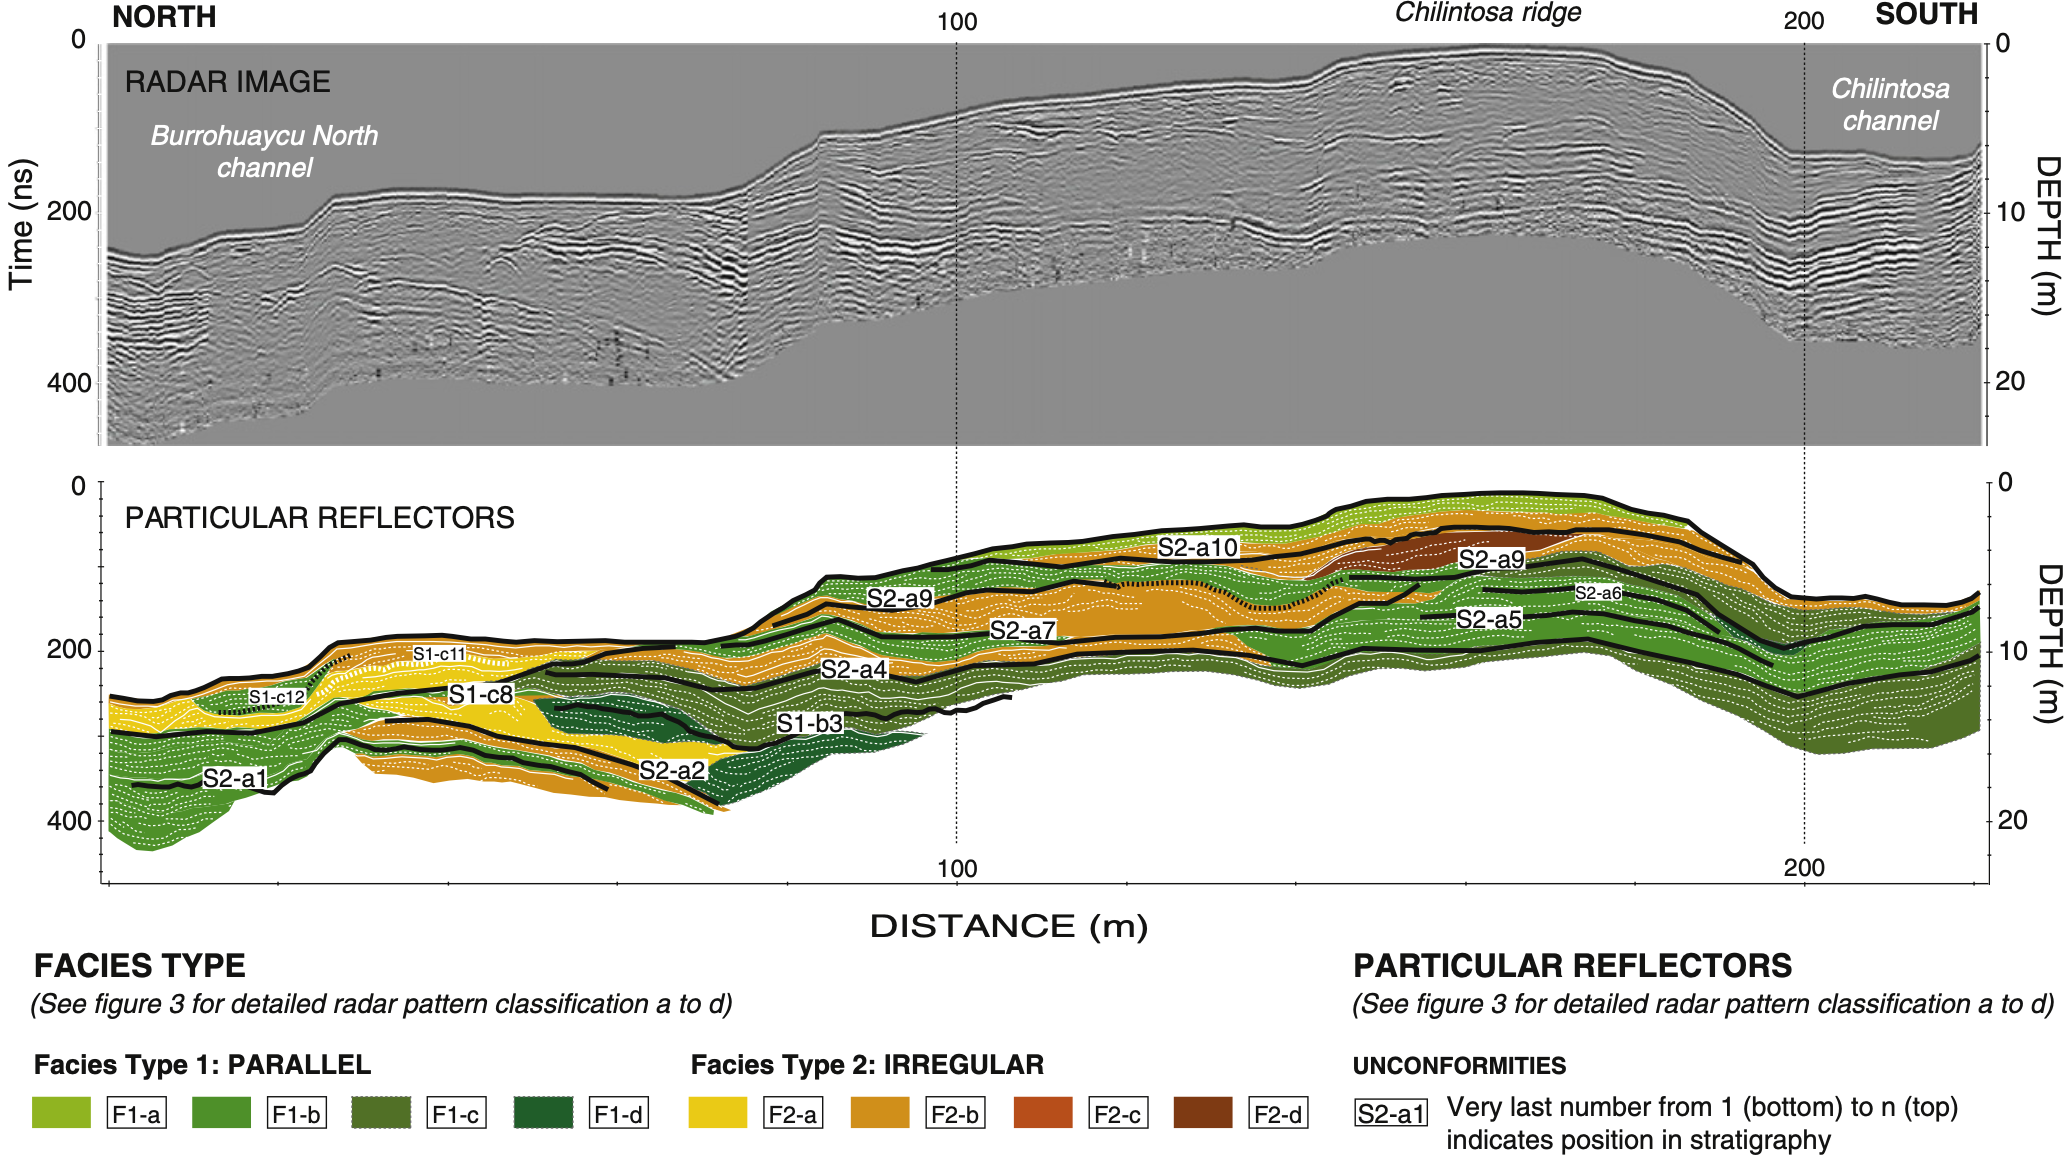 NORTH
100
Chilintosa ridge
200
SOUTH
0
0
RADAR IMAGE
Burrohuaycu North
channel
Chilintosa
channel
Time (ns)
DEPTH (m)
200
10
400
20
0
0
PARTICULAR REFLECTORS
S2-a10
S2-a9
S2-a9
S2-a6
S2-a5
S2-a7
DEPTH (m)
200
10
S1-c11
S2-a4
S1-c12
S1-c8
S1-b3
S2-a2
S2-a1
400
20
100
200
DISTANCE (m)
FACIES TYPE
(See figure 3 for detailed radar pattern classification a to d)
Facies Type 1: PARALLEL
F1-a
F1-b
F1-c
F1-d
Facies Type 2: IRREGULAR
F2-a
F2-b
F2-c
F2-d
PARTICULAR REFLECTORS
(See figure 3 for detailed radar pattern classification a to d)
UNCONFORMITIES
S2-a1
Very last number from 1 (bottom) to n (top)
indicates position in stratigraphy